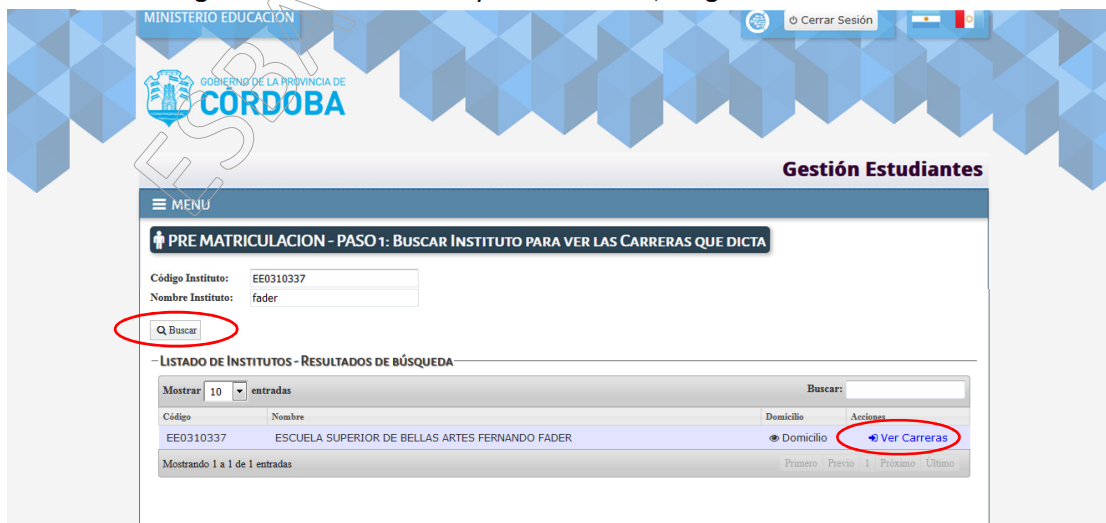 MINISTERIO EDUCACIÓN
Cerrar Sesión
GOBIERNO DE LA PROVINCIA DE
CÓRDOBA
Gestión Estudiantes
MENU
PRE MATRICULACION - PASO 1: BUSCAR INSTITUTO PARA VER LAS CARRERAS QUE DICTA
Código Instituto: EE0310337
Nombre Instituto: fader
Buscar
LISTADO DE INSTITUTOS - RESULTADOS DE BÚSQUEDA
Mostrar 10 entradas Buscar:
Código Nombre Domicilio Acciones
EE0310337 ESCUELA SUPERIOR DE BELLAS ARTES FERNANDO FADER Domicilio Ver Carreras
Mostrando 1 a 1 de 1 entradas Primero Previo 1 Próximo Último